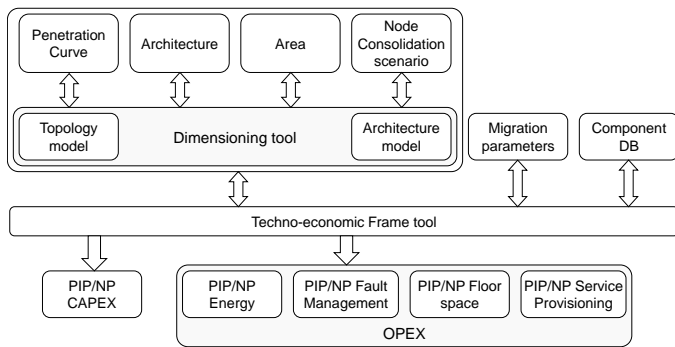 Penetration
Curve
Architecture
Area
Node
Consolidation
scenario
Topology
model
Dimensioning tool
Architecture
model
Migration
parameters
Component
DB
Techno-economic Frame tool
PIP/NP
CAPEX
PIP/NP
Energy
PIP/NP Fault
Management
PIP/NP Floor
space
PIP/NP Service
Provisioning
OPEX